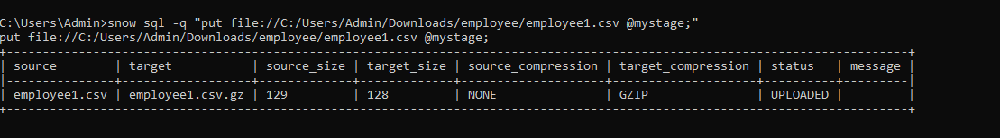 C:\Users\Admin>snow sql -q "put file://C:/Users/Admin/Downloads/employee/employee1.csv @mystage;"
put file://C:/Users/Admin/Downloads/employee/employee1.csv @mystage;
+-----------------------------------------------------------------------------------------------------------------------------+
| source        | target           | source_size | target_size | source_compression | target_compression | status   | message |
|---------------+------------------+-------------+-------------+--------------------+--------------------+----------+---------|
| employee1.csv | employee1.csv.gz | 129         | 128         | NONE               | GZIP               | UPLOADED |         |
+-----------------------------------------------------------------------------------------------------------------------------+